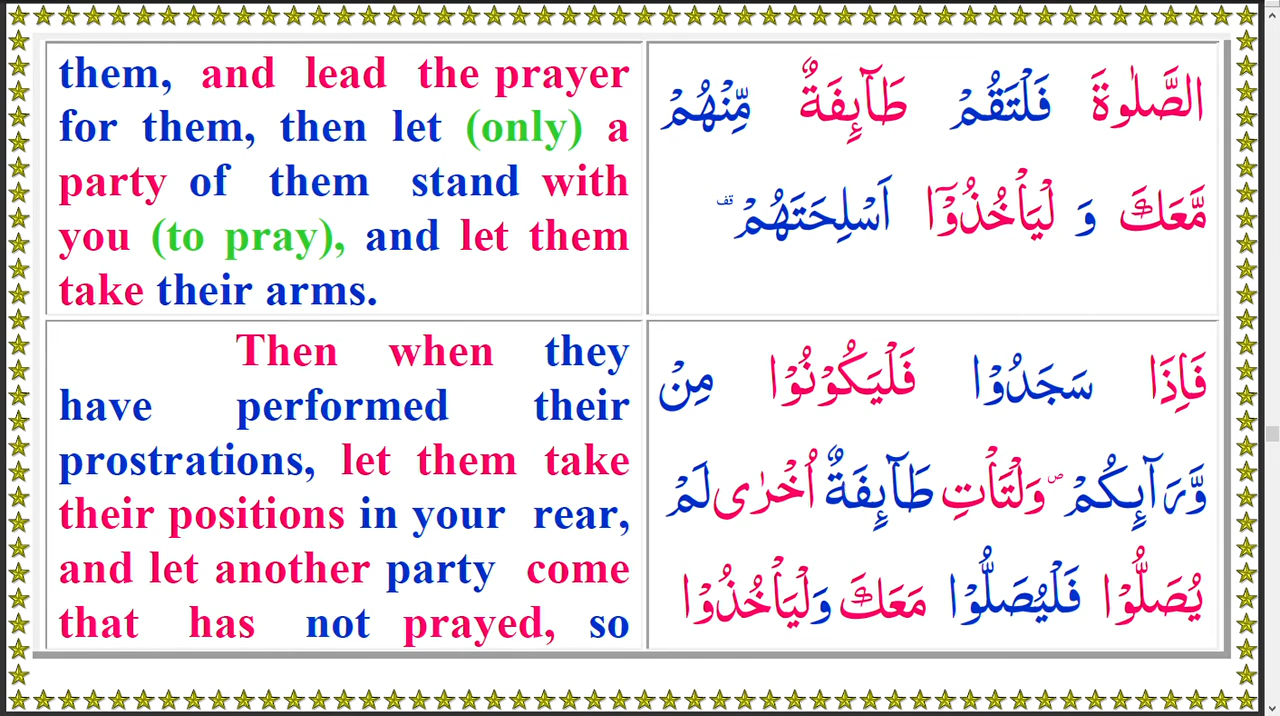 them, and lead the prayer
for them, then let (only) a
party of them stand with
you (to pray), and let them
take their arms.
الصَّلٰوةَ فَلْتَقُمْ طَآئِفَةٌ مِّنْهُمْ
مَّعَكَ وَ لْيَاْخُذُوْۤا اَسْلِحَتَهُمْ ۫
Then when they
have performed their
prostrations, let them take
their positions in your rear,
and let another party come
that has not prayed, so
فَاِذَا سَجَدُوْا فَلْيَكُوْنُوْا مِنْ
وَّرَآئِكُمْ ۪ وَلْتَاْتِ طَآئِفَةٌ اُخْرٰى لَمْ
يُصَلُّوْا فَلْيُصَلُّوْا مَعَكَ وَلْيَاْخُذُوْا